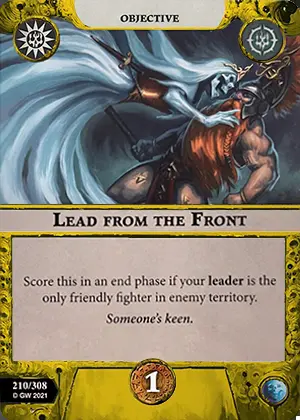 OBJECTIVE
LEAD FROM THE FRONT
Score this in an end phase if your leader is the
only friendly fighter in enemy territory.
Someone's keen.
210/308
© GW 2021
1